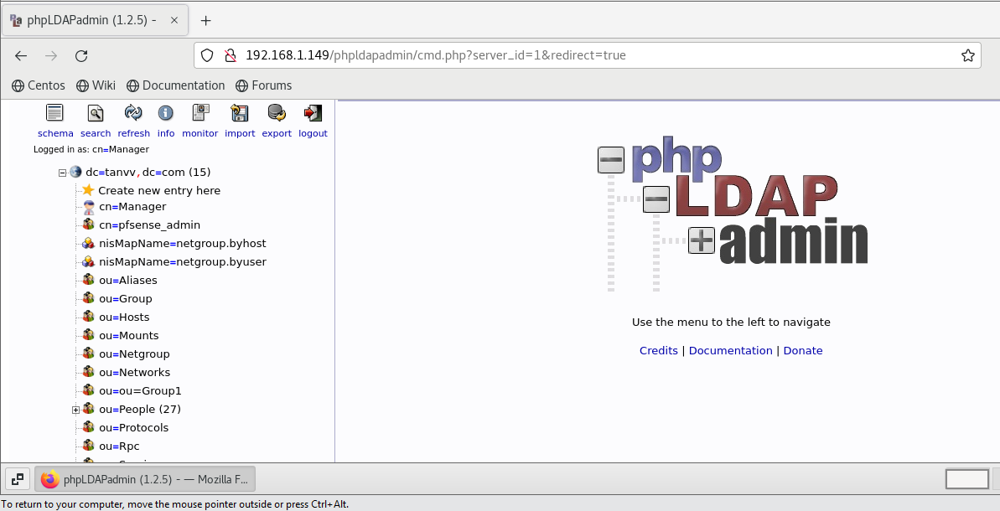 phpLDAPadmin (1.2.5) -
192.168.1.149/phpldapadmin/cmd.php?server_id=1&redirect=true
Centos Wiki Documentation Forums
schema search refresh info monitor import export logout
Logged in as: cn=Manager
dc=tanvv,dc=com (15)
Create new entry here
cn=Manager
cn=pfsense_admin
nisMapName=netgroup.byhost
nisMapName=netgroup.byuser
ou=Aliases
ou=Group
ou=Hosts
ou=Mounts
ou=Netgroup
ou=Networks
ou=ou=Group1
ou=People (27)
ou=Protocols
ou=Rpc
php
LDAP
admin
Use the menu to the left to navigate
Credits | Documentation | Donate
phpLDAPadmin (1.2.5) - — Mozilla F...
To return to your computer, move the mouse pointer outside or press Ctrl+Alt.